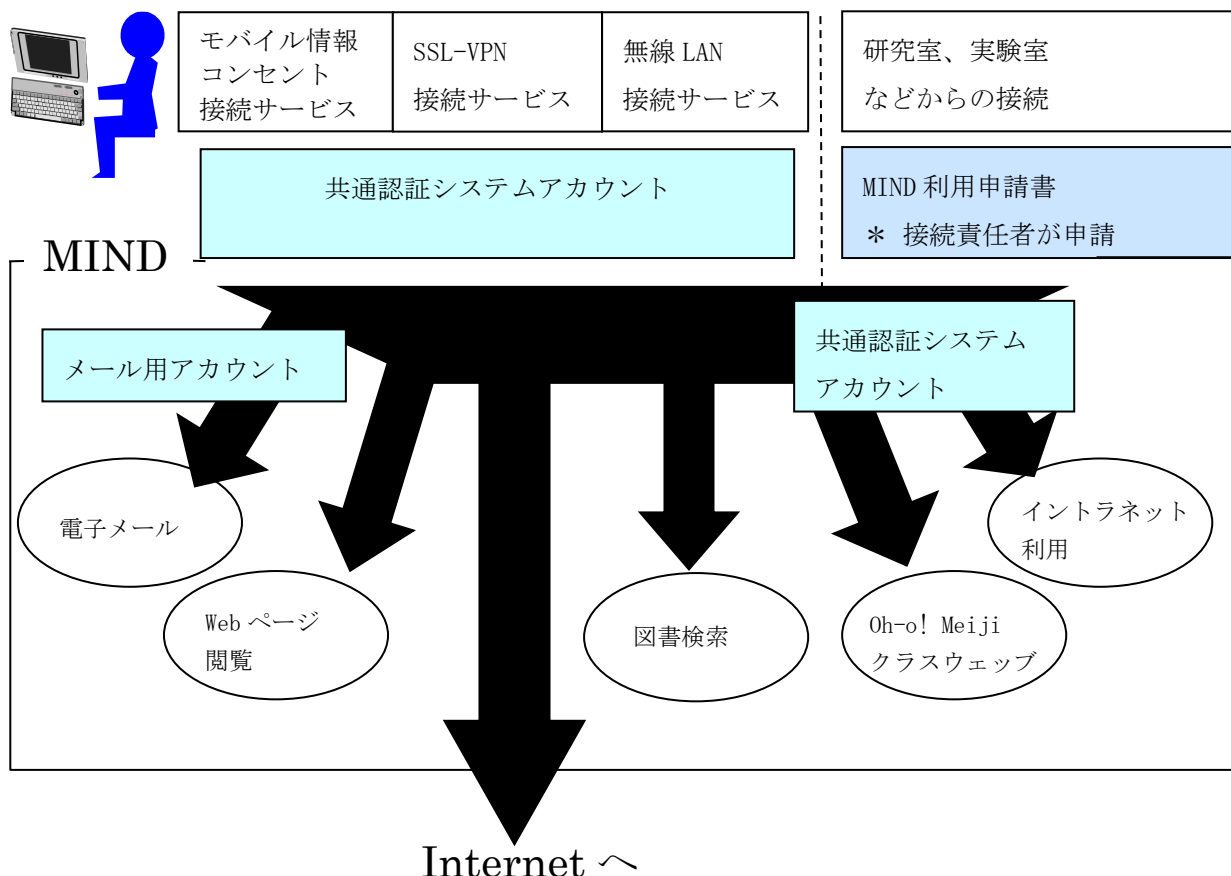 モバイル情報
コンセント
接続サービス
SSL-VPN
接続サービス
無線 LAN
接続サービス
研究室、実験室
などからの接続
共通認証システムアカウント
MIND 利用申請書
＊ 接続責任者が申請
MIND
メール用アカウント
共通認証システム
アカウント
電子メール
Web ページ
閲覧
図書検索
Oh-o! Meiji
クラスウェッブ
イントラネット
利用
Internet へ